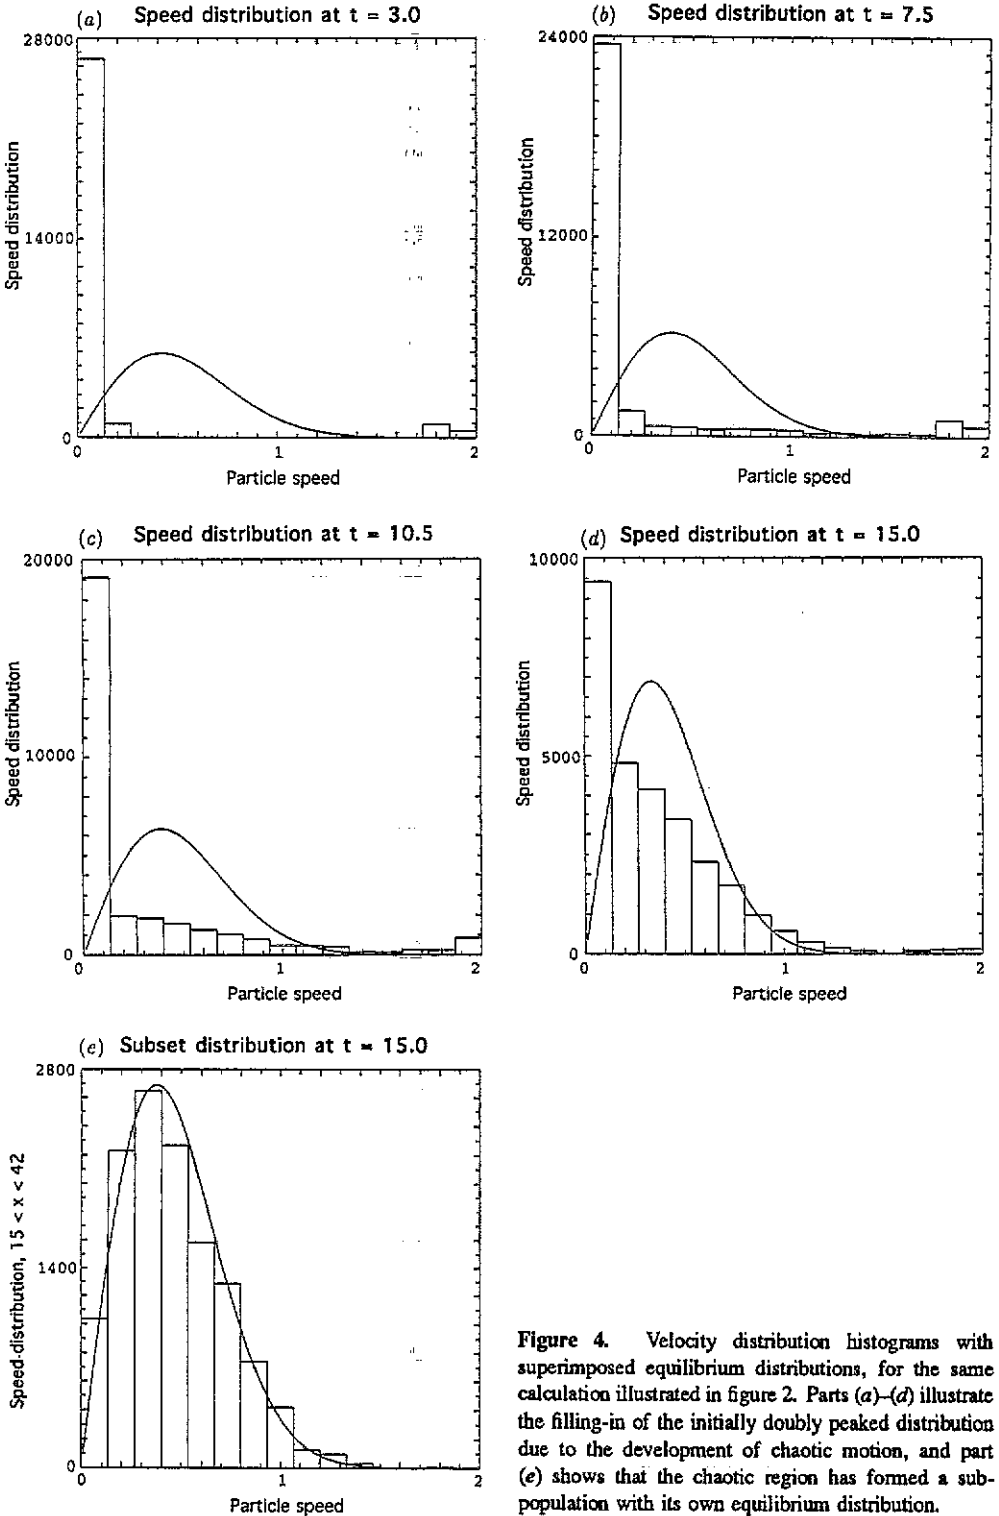 (a) Speed distribution at t = 3.0
28000
14000
0
0 1 2
Speed distribution
Particle speed
(b) Speed distribution at t = 7.5
24000
12000
0
0 1 2
Speed distribution
Particle speed
(c) Speed distribution at t = 10.5
20000
10000
0
0 1 2
Speed distribution
Particle speed
(d) Speed distribution at t = 15.0
10000
5000
0
0 1 2
Speed distribution
Particle speed
(e) Subset distribution at t = 15.0
2800
1400
0
0 1 2
Speed-distribution, 15 < x < 42
Particle speed
Figure 4. Velocity distribution histograms with
superimposed equilibrium distributions, for the same
calculation illustrated in figure 2. Parts (a)–(d) illustrate
the filling-in of the initially doubly peaked distribution
due to the development of chaotic motion, and part
(e) shows that the chaotic region has formed a sub-
population with its own equilibrium distribution.